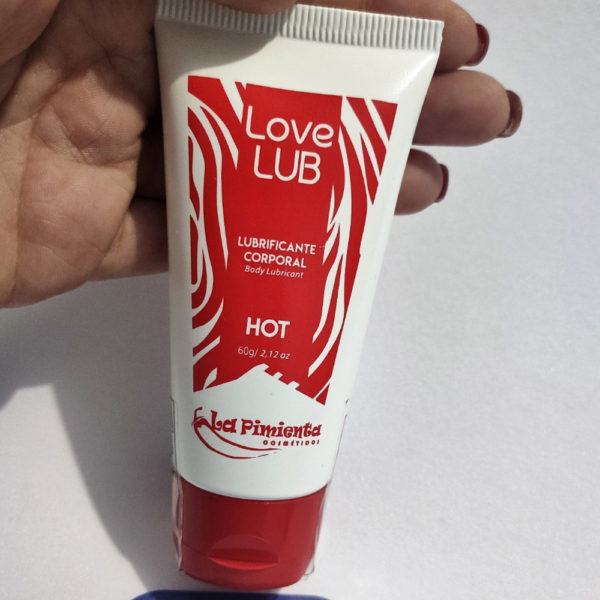 Love
LUB
LUBRIFICANTE
CORPORAL
Body Lubricant
HOT
60g/ 2,12 oz
La Pimienta
COSMÉTICOS